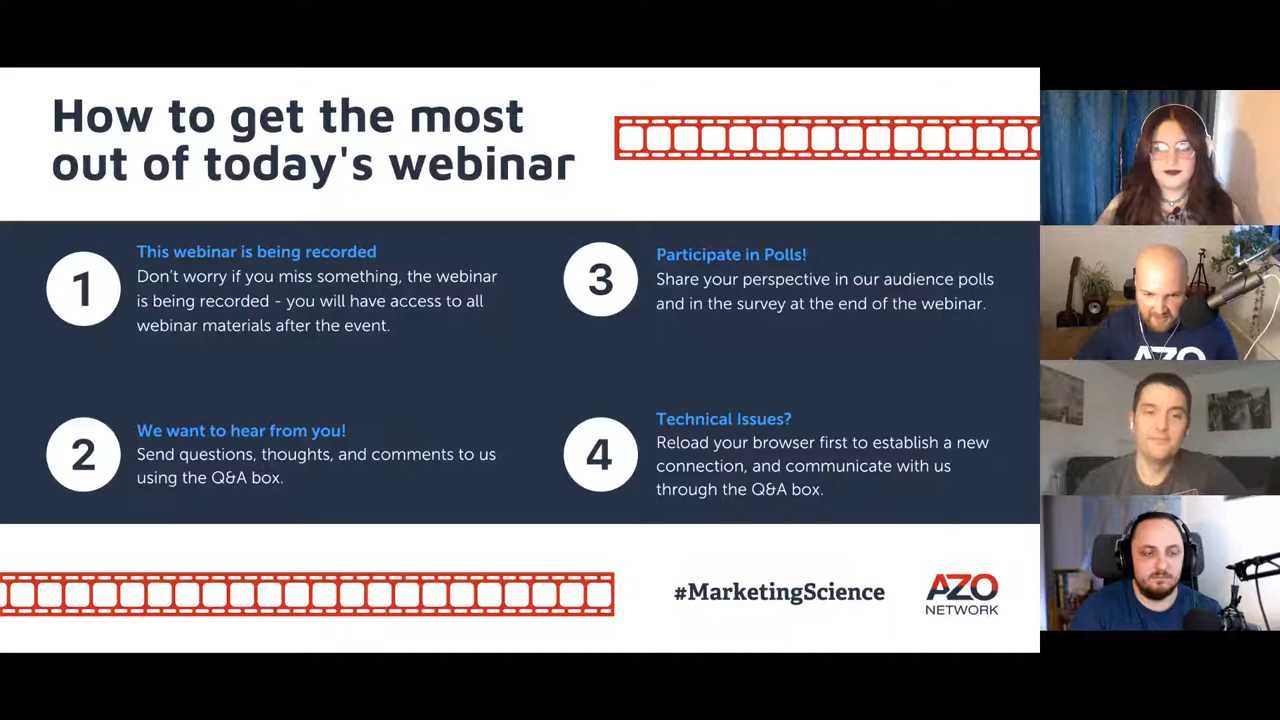 How to get the most
out of today's webinar
1
This webinar is being recorded
Don't worry if you miss something, the webinar
is being recorded - you will have access to all
webinar materials after the event.
2
We want to hear from you!
Send questions, thoughts, and comments to us
using the Q&A box.
3
Participate in Polls!
Share your perspective in our audience polls
and in the survey at the end of the webinar.
4
Technical Issues?
Reload your browser first to establish a new
connection, and communicate with us
through the Q&A box.
#MarketingScience
AZO
NETWORK
AZO